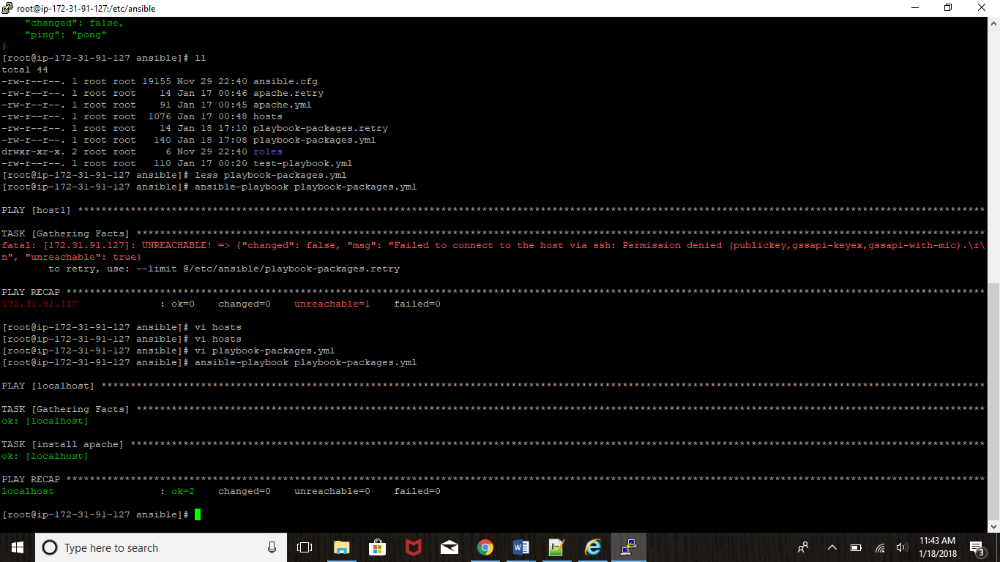 root@ip-172-31-91-127:/etc/ansible
    "changed": false,
    "ping": "pong"
}
[root@ip-172-31-91-127 ansible]# ll
total 44
-rw-r--r--. 1 root root 19155 Nov 29 22:40 ansible.cfg
-rw-r--r--. 1 root root    14 Jan 17 00:46 apache.retry
-rw-r--r--. 1 root root    91 Jan 17 00:45 apache.yml
-rw-r--r--. 1 root root  1076 Jan 17 00:48 hosts
-rw-r--r--. 1 root root    14 Jan 18 17:10 playbook-packages.retry
-rw-r--r--. 1 root root   140 Jan 18 17:08 playbook-packages.yml
drwxr-xr-x. 2 root root     6 Nov 29 22:40 roles
-rw-r--r--. 1 root root   110 Jan 17 00:20 test-playbook.yml
[root@ip-172-31-91-127 ansible]# less playbook-packages.yml
[root@ip-172-31-91-127 ansible]# ansible-playbook playbook-packages.yml
PLAY [host1] ***********************************************************************************************************************************************************
TASK [Gathering Facts] *************************************************************************************************************************************************
fatal: [172.31.91.127]: UNREACHABLE! => {"changed": false, "msg": "Failed to connect to the host via ssh: Permission denied (publickey,gssapi-keyex,gssapi-with-mic).\r\
n", "unreachable": true}
        to retry, use: --limit @/etc/ansible/playbook-packages.retry
PLAY RECAP *************************************************************************************************************************************************************
172.31.91.127              : ok=0    changed=0    unreachable=1    failed=0
[root@ip-172-31-91-127 ansible]# vi hosts
[root@ip-172-31-91-127 ansible]# vi hosts
[root@ip-172-31-91-127 ansible]# vi playbook-packages.yml
[root@ip-172-31-91-127 ansible]# ansible-playbook playbook-packages.yml
PLAY [localhost] *******************************************************************************************************************************************************
TASK [Gathering Facts] *************************************************************************************************************************************************
ok: [localhost]
TASK [install apache] **************************************************************************************************************************************************
ok: [localhost]
PLAY RECAP *************************************************************************************************************************************************************
localhost                  : ok=2    changed=0    unreachable=0    failed=0
[root@ip-172-31-91-127 ansible]#
Type here to search
11:43 AM
1/18/2018
3